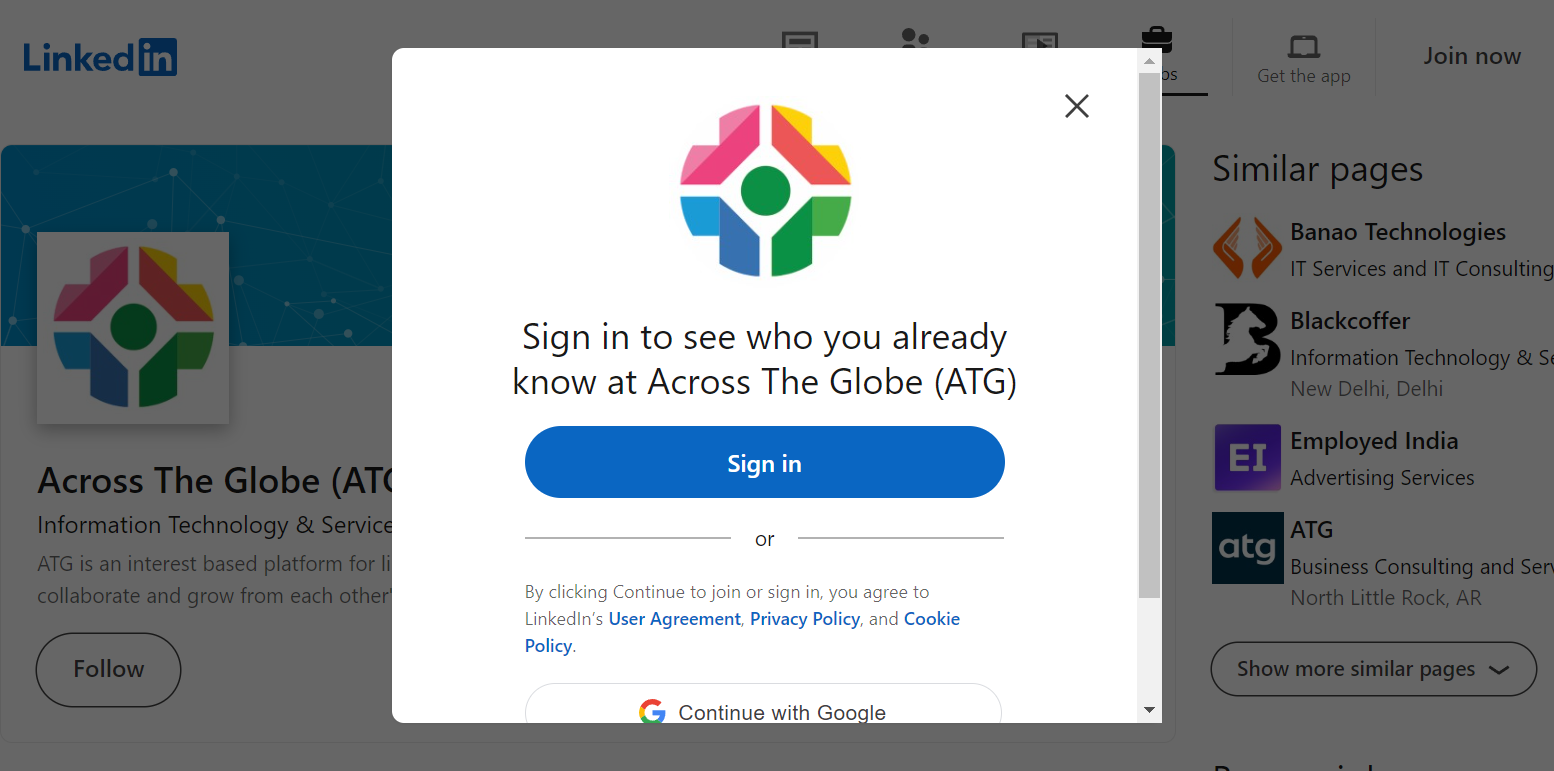 Linked in
bs
Get the app
Join now
Sign in to see who you already
know at Across The Globe (ATG)
Sign in
or
By clicking Continue to join or sign in, you agree to
LinkedIn’s User Agreement, Privacy Policy, and Cookie
Policy.
Continue with Google
Across The Globe (ATG
Information Technology & Service
ATG is an interest based platform for li
collaborate and grow from each other'
Follow
Similar pages
Banao Technologies
IT Services and IT Consulting
B
Blackcoffer
Information Technology & Se
New Delhi, Delhi
EI
Employed India
Advertising Services
atg
ATG
Business Consulting and Serv
North Little Rock, AR
Show more similar pages